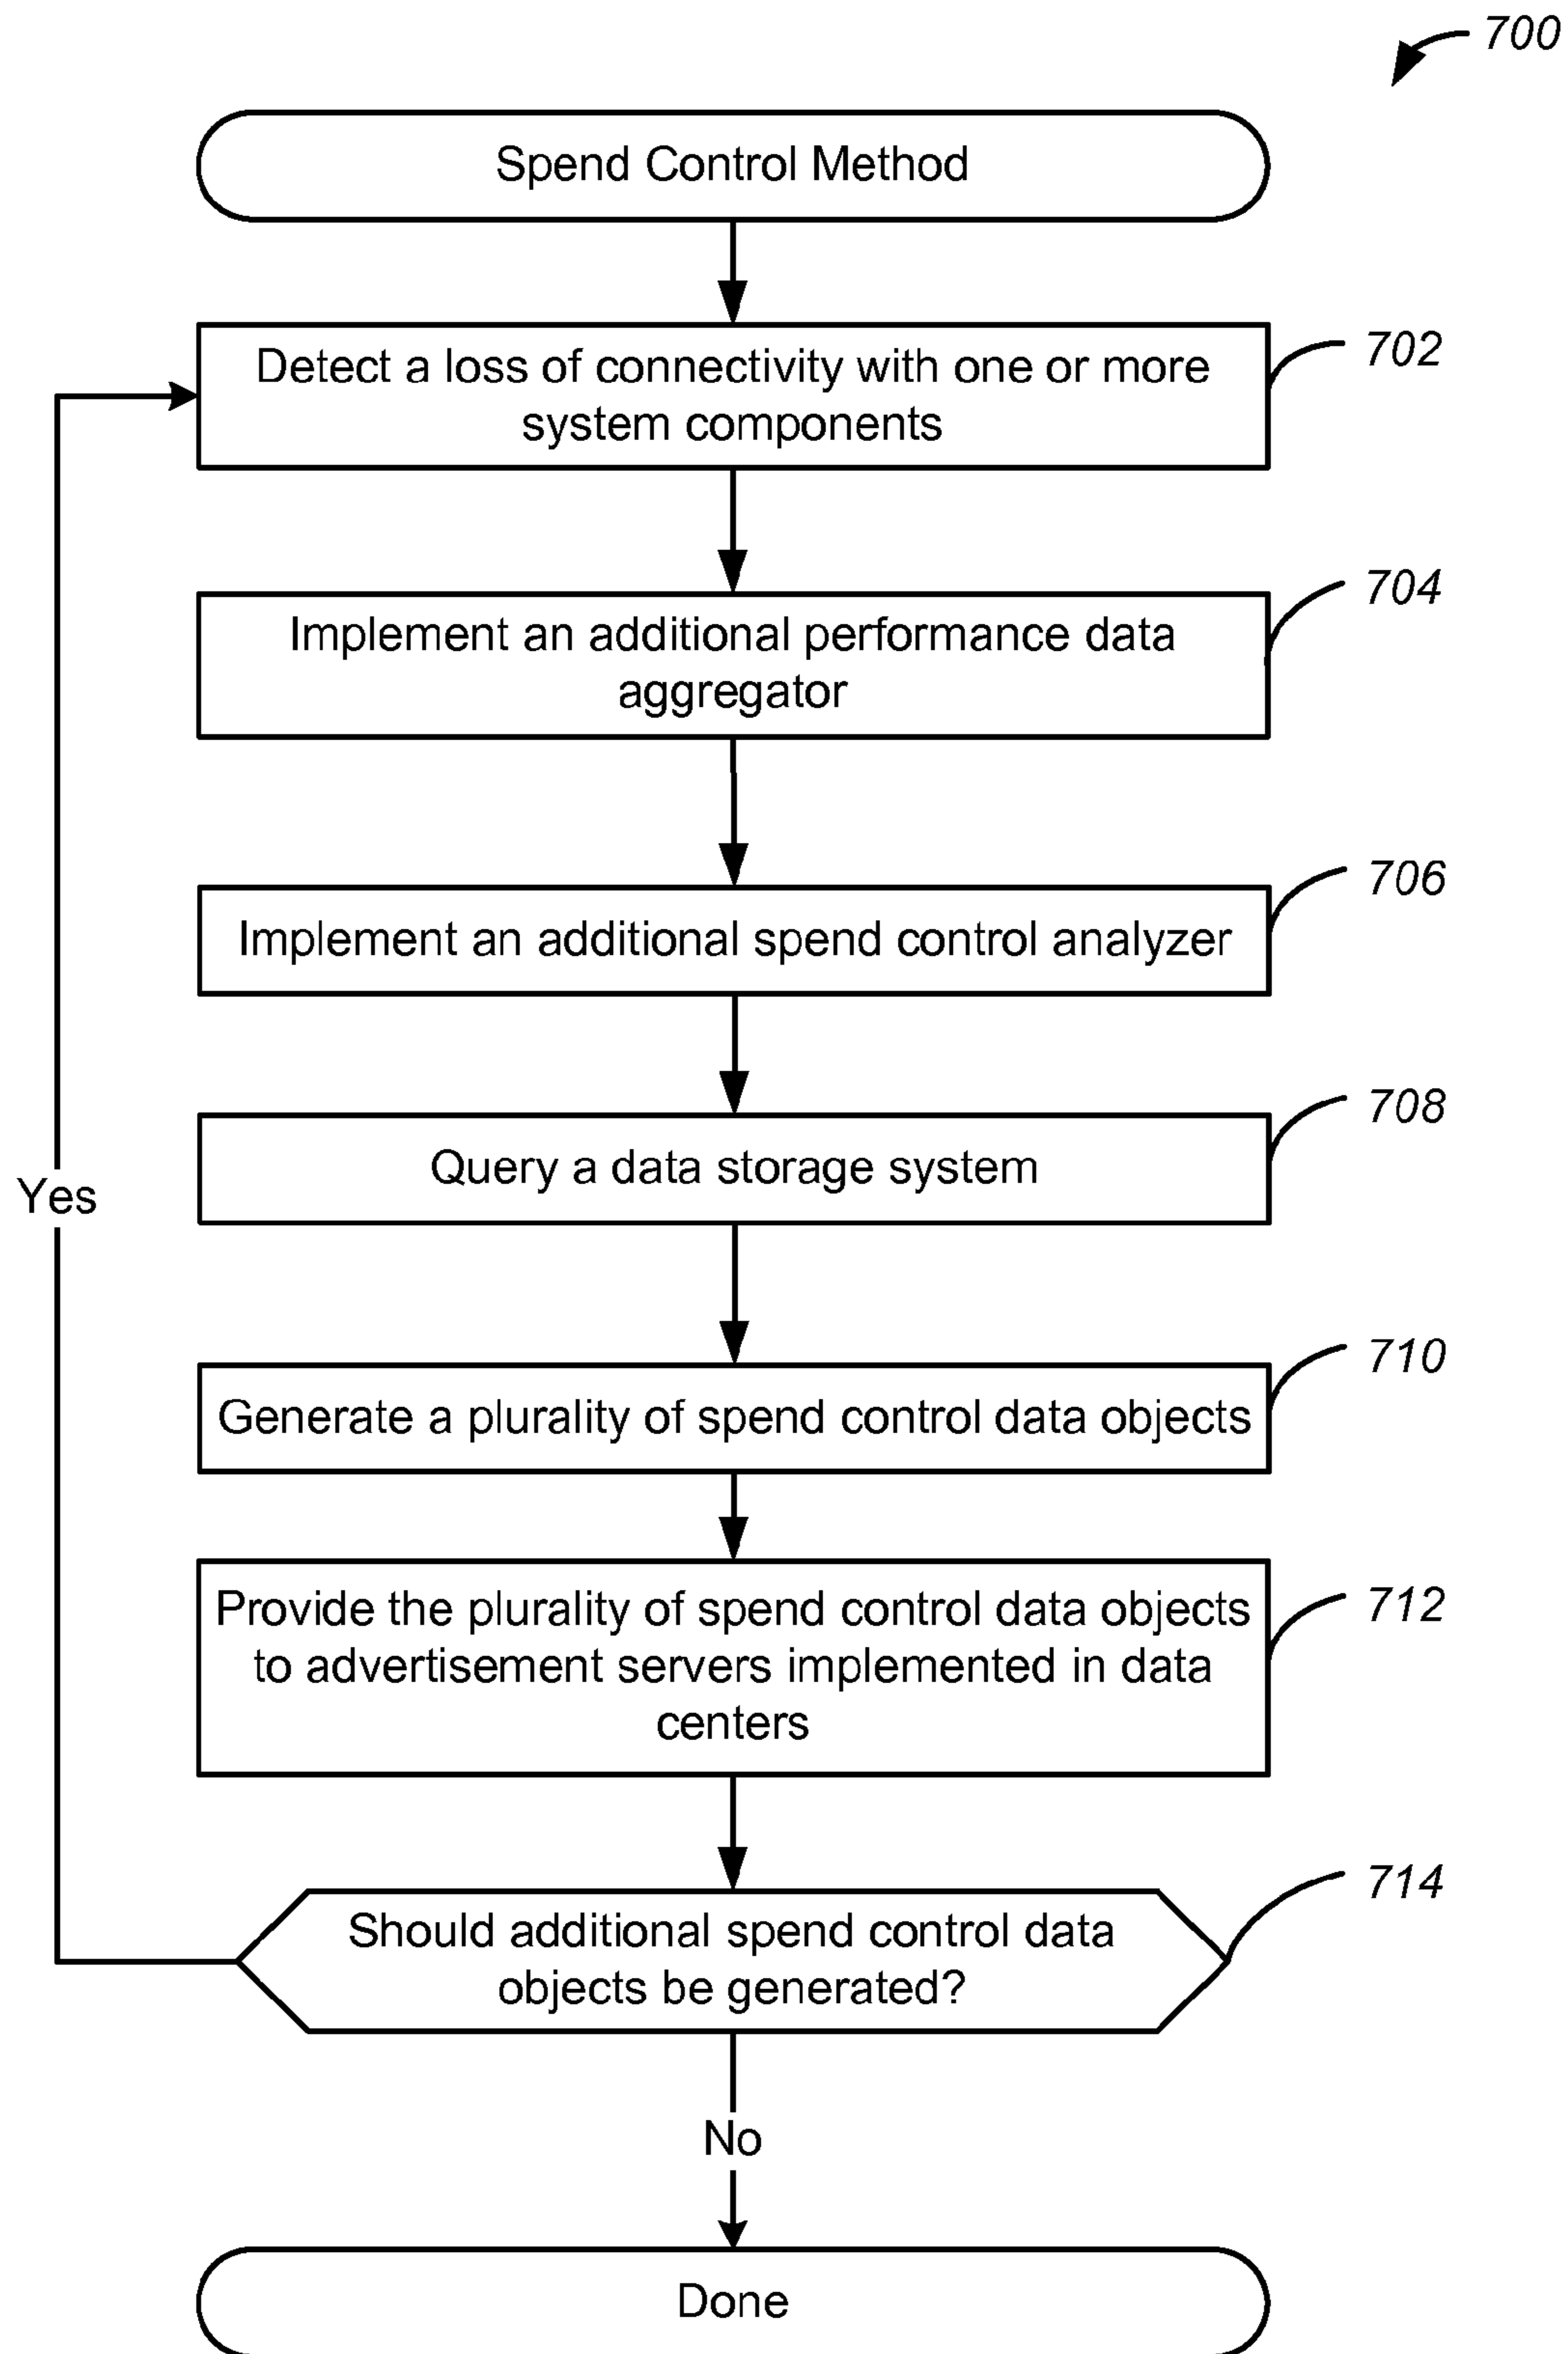 700
Spend Control Method
Detect a loss of connectivity with one or more
system components
702
Implement an additional performance data
aggregator
704
Implement an additional spend control analyzer
706
Query a data storage system
708
Yes
Generate a plurality of spend control data objects
710
Provide the plurality of spend control data objects
to advertisement servers implemented in data
centers
712
Should additional spend control data
objects be generated?
714
No
Done